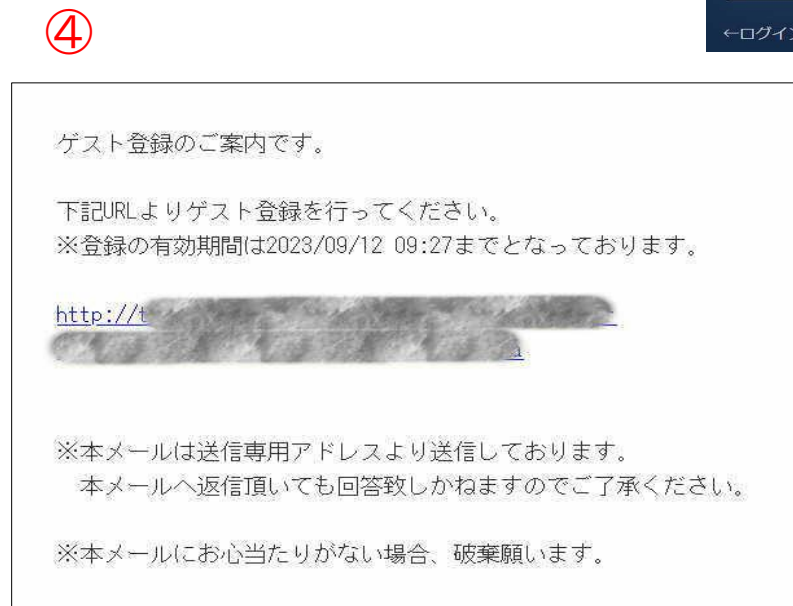 ④
←ログイン
ゲスト登録のご案内です。
下記URLよりゲスト登録を行ってください。
※登録の有効期間は2023/09/12 09:27までとなっております。
http://t
※本メールは送信専用アドレスより送信しております。
本メールへ返信頂いても回答致しかねますのでご了承ください。
※本メールにお心当たりがない場合、破棄願います。